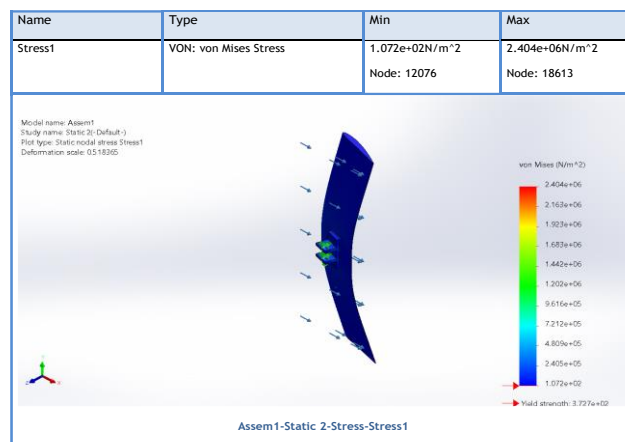 Name Type Min Max
Stress1 VON: von Mises Stress 1.072e+02N/m^2 2.404e+06N/m^2
Node: 12076 Node: 18613
Model name: Assem1
Study name: Static 2(-Default-)
Plot type: Static nodal stress Stress1
Deformation scale: 0.518365
von Mises (N/m^2)
2.404e+06
2.163e+06
1.923e+06
1.683e+06
1.442e+06
1.202e+06
9.616e+05
7.212e+05
4.809e+05
2.405e+05
1.072e+02
Yield strength: 3.727e+02
Assem1-Static 2-Stress-Stress1